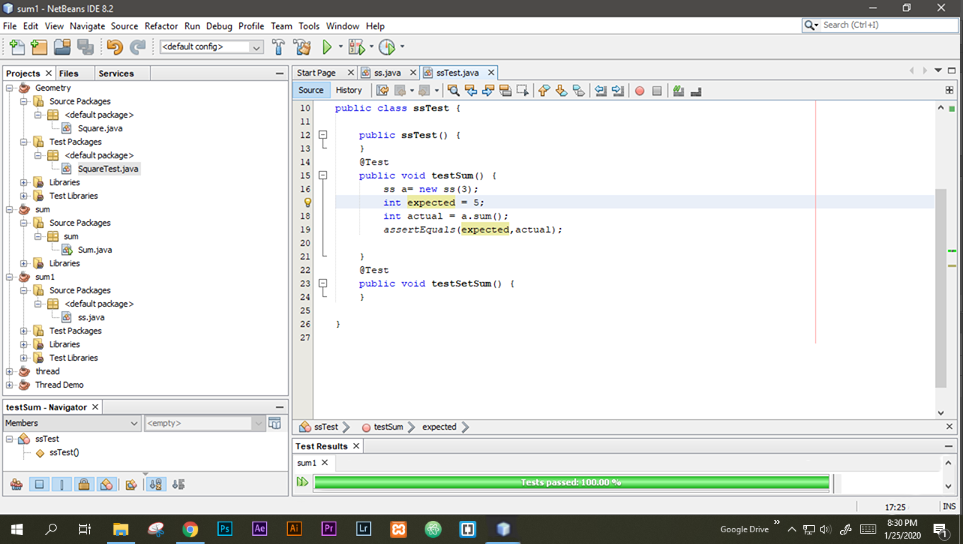 sum1 - NetBeans IDE 8.2
File Edit View Navigate Source Refactor Run Debug Profile Team Tools Window Help
Search (Ctrl+I)
<default config>
Projects Files Services
Geometry
Source Packages
<default package>
Square.java
Test Packages
<default package>
SquareTest.java
Libraries
Test Libraries
sum
Source Packages
sum
Sum.java
Libraries
sum1
Source Packages
<default package>
ss.java
Test Packages
Libraries
Test Libraries
thread
Thread Demo
testSum - Navigator
Members <empty>
ssTest
ssTest()
Start Page ss.java ssTest.java
Source History
10 public class ssTest {
11
12 public ssTest() {
13 }
14 @Test
15 public void testSum() {
16 ss a= new ss(3);
int expected = 5;
18 int actual = a.sum();
19 assertEquals(expected,actual);
20
21 }
22 @Test
23 public void testSetSum() {
24 }
25
26 }
27
ssTest testSum expected
Test Results
sum1
Tests passed: 100.00 %
17:25 INS
Ps Ae Ai Pr Lr
Google Drive
8:30 PM
1/25/2020
1